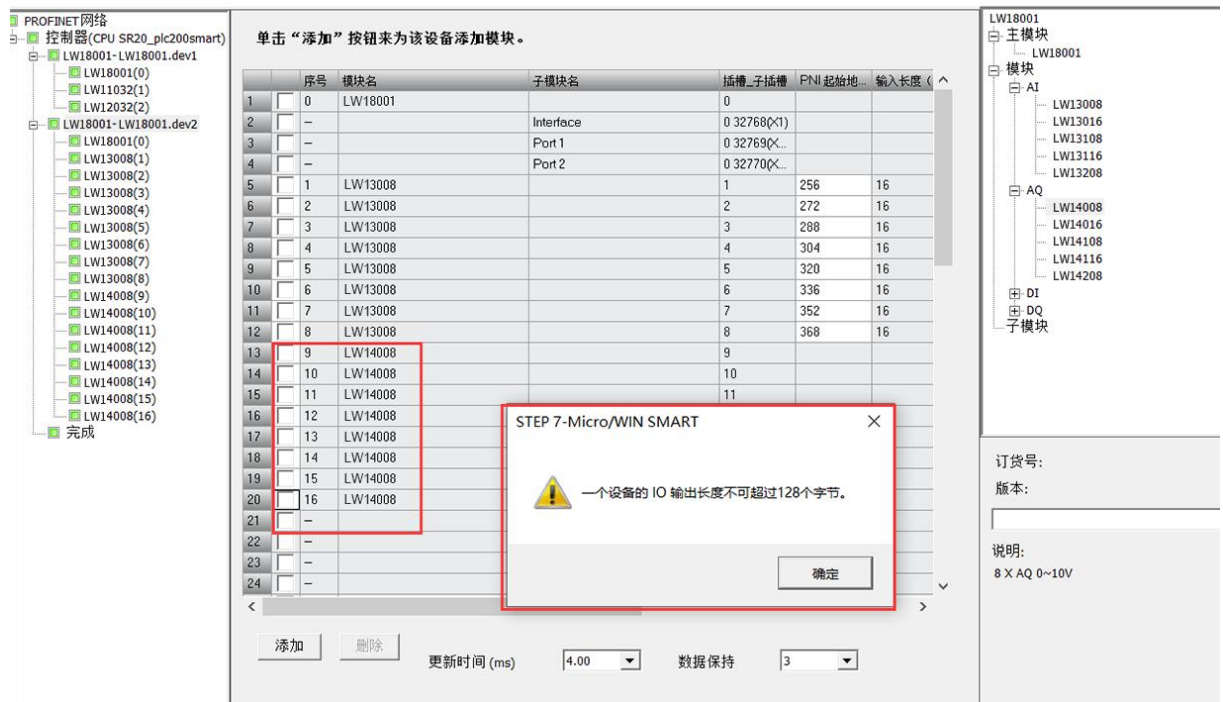 PROFINET网络
控制器(CPU SR20_plc200smart)
LW18001-LW18001.dev1
LW18001(0)
LW11032(1)
LW12032(2)
LW18001-LW18001.dev2
LW18001(0)
LW13008(1)
LW13008(2)
LW13008(3)
LW13008(4)
LW13008(5)
LW13008(6)
LW13008(7)
LW13008(8)
LW14008(9)
LW14008(10)
LW14008(11)
LW14008(12)
LW14008(13)
LW14008(14)
LW14008(15)
LW14008(16)
完成
单击“添加”按钮来为该设备添加模块。
序号 模块名 子模块名 插槽_子插槽 PNI 起始地... 输入长度 (
1 0 LW18001 0
2 – Interface 0 32768(X1)
3 – Port 1 0 32769(X...
4 – Port 2 0 32770(X...
5 1 LW13008 1 256 16
6 2 LW13008 2 272 16
7 3 LW13008 3 288 16
8 4 LW13008 4 304 16
9 5 LW13008 5 320 16
10 6 LW13008 6 336 16
11 7 LW13008 7 352 16
12 8 LW13008 8 368 16
13 9 LW14008 9
14 10 LW14008 10
15 11 LW14008 11
16 12 LW14008
17 13 LW14008
18 14 LW14008
19 15 LW14008
20 16 LW14008
21 –
22 –
23 –
24 –
STEP 7-Micro/WIN SMART
一个设备的 IO 输出长度不可超过128个字节。
确定
添加 删除 更新时间 (ms) 4.00 数据保持 3
LW18001
主模块
LW18001
模块
AI
LW13008
LW13016
LW13108
LW13116
LW13208
AQ
LW14008
LW14016
LW14108
LW14116
LW14208
DI
DQ
子模块
订货号:
版本:
说明:
8 X AQ 0~10V